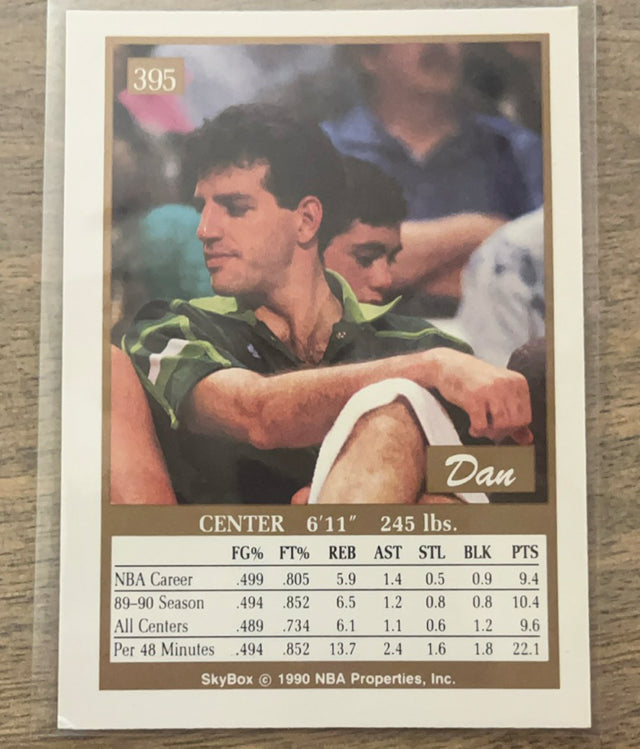 395
Dan
CENTER 6'11" 245 lbs.
FG% FT% REB AST STL BLK PTS
NBA Career .499 .805 5.9 1.4 0.5 0.9 9.4
89–90 Season .494 .852 6.5 1.2 0.8 0.8 10.4
All Centers .489 .734 6.1 1.1 0.6 1.2 9.6
Per 48 Minutes .494 .852 13.7 2.4 1.6 1.8 22.1
SkyBox © 1990 NBA Properties, Inc.